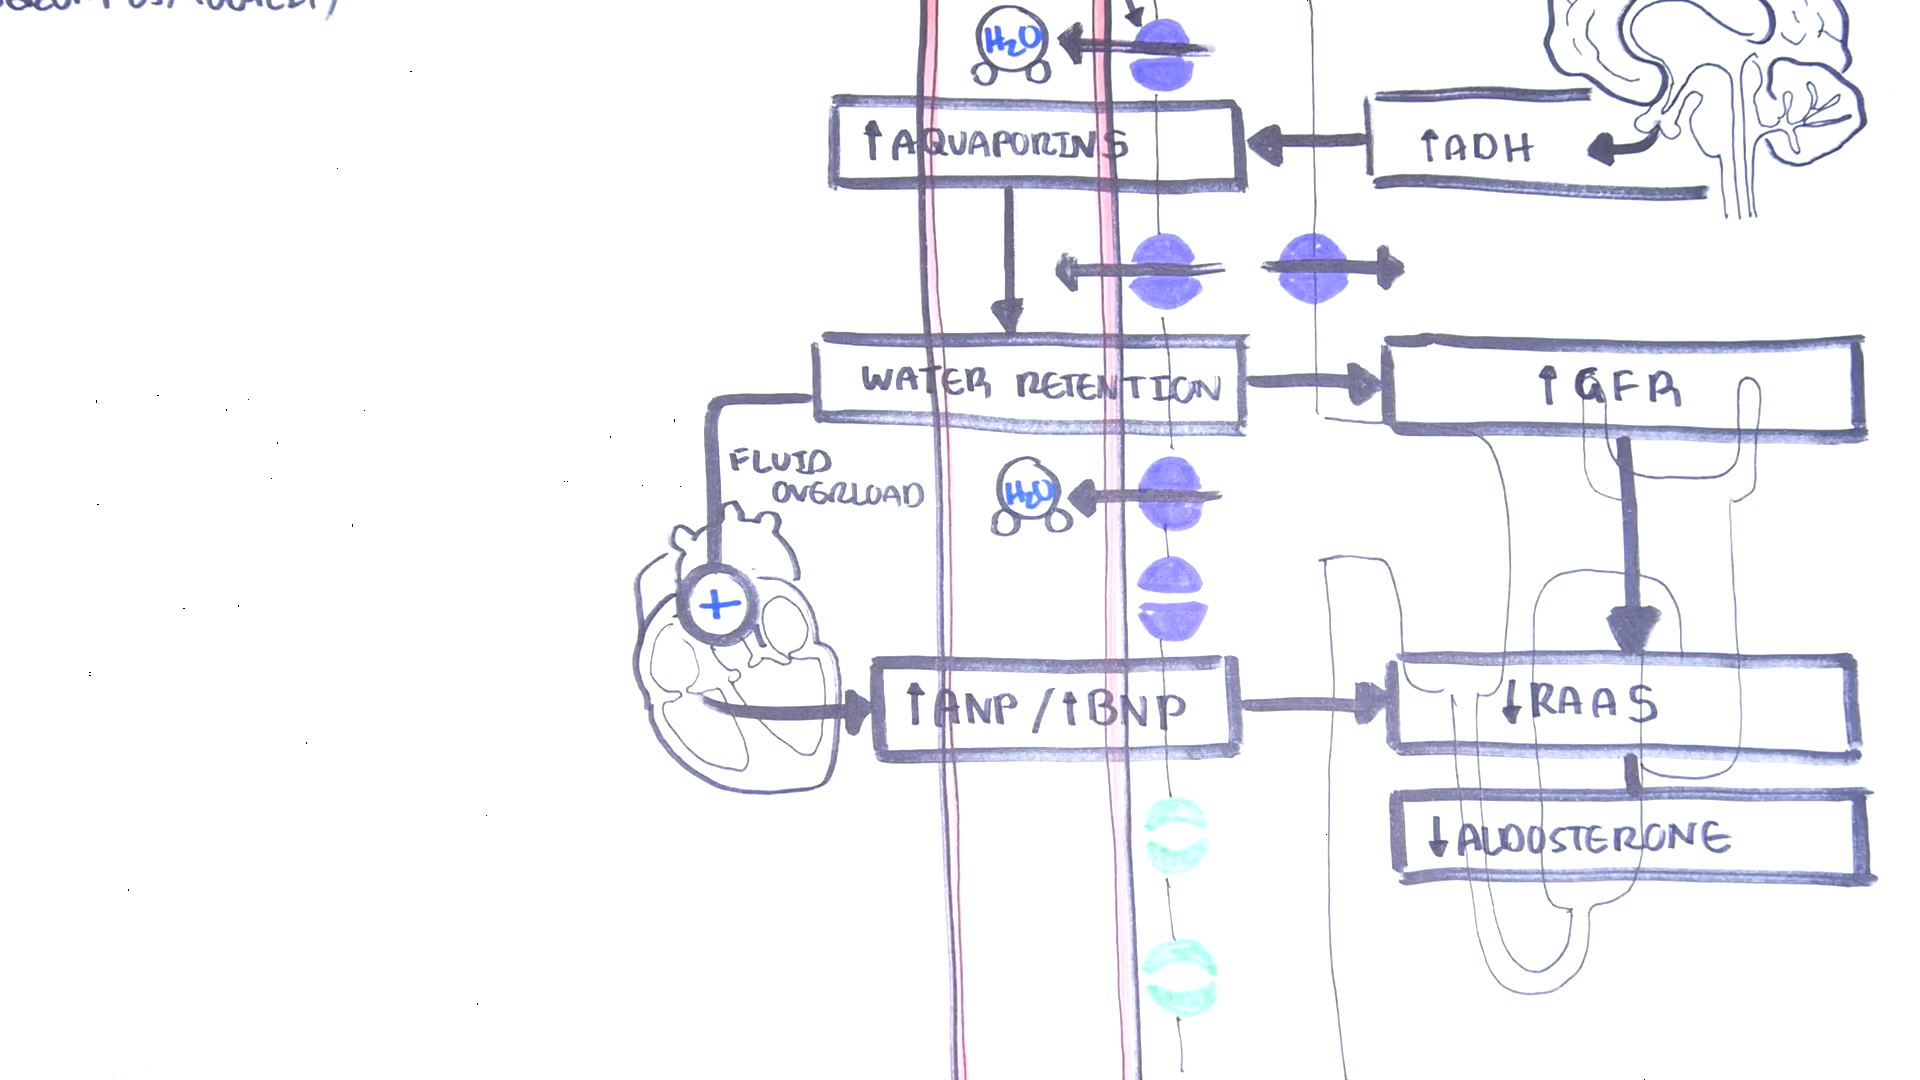 H₂O
↑AQUAPORINS
↑ADH
WATER RETENTION
↑GFR
FLUID
OVERLOAD
H₂O
+
↑ANP/↑BNP
↓RAAS
↓ALDOSTERONE